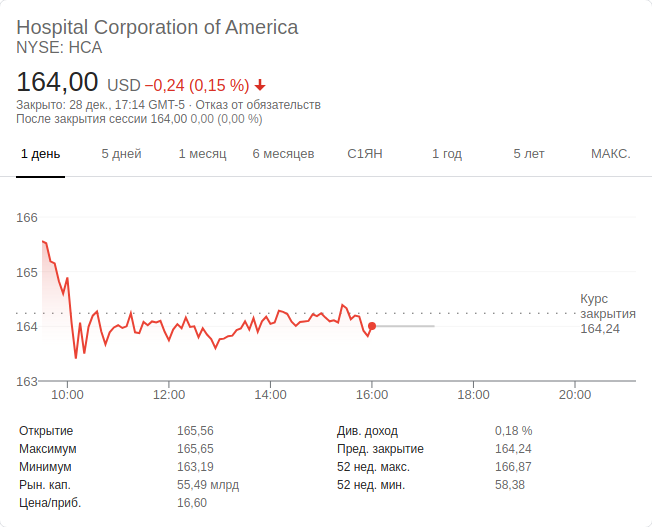 Hospital Corporation of America
NYSE: HCA
164,00 USD −0,24 (0,15 %)
Закрыто: 28 дек., 17:14 GMT-5 · Отказ от обязательств
После закрытия сессии 164,00 0,00 (0,00 %)
1 день 5 дней 1 месяц 6 месяцев С1ЯН 1 год 5 лет МАКС.
166
165
164
163
Курс
закрытия
164,24
10:00 12:00 14:00 16:00 18:00 20:00
Открытие 165,56 Див. доход 0,18 %
Максимум 165,65 Пред. закрытие 164,24
Минимум 163,19 52 нед. макс. 166,87
Рын. кап. 55,49 млрд 52 нед. мин. 58,38
Цена/приб. 16,60